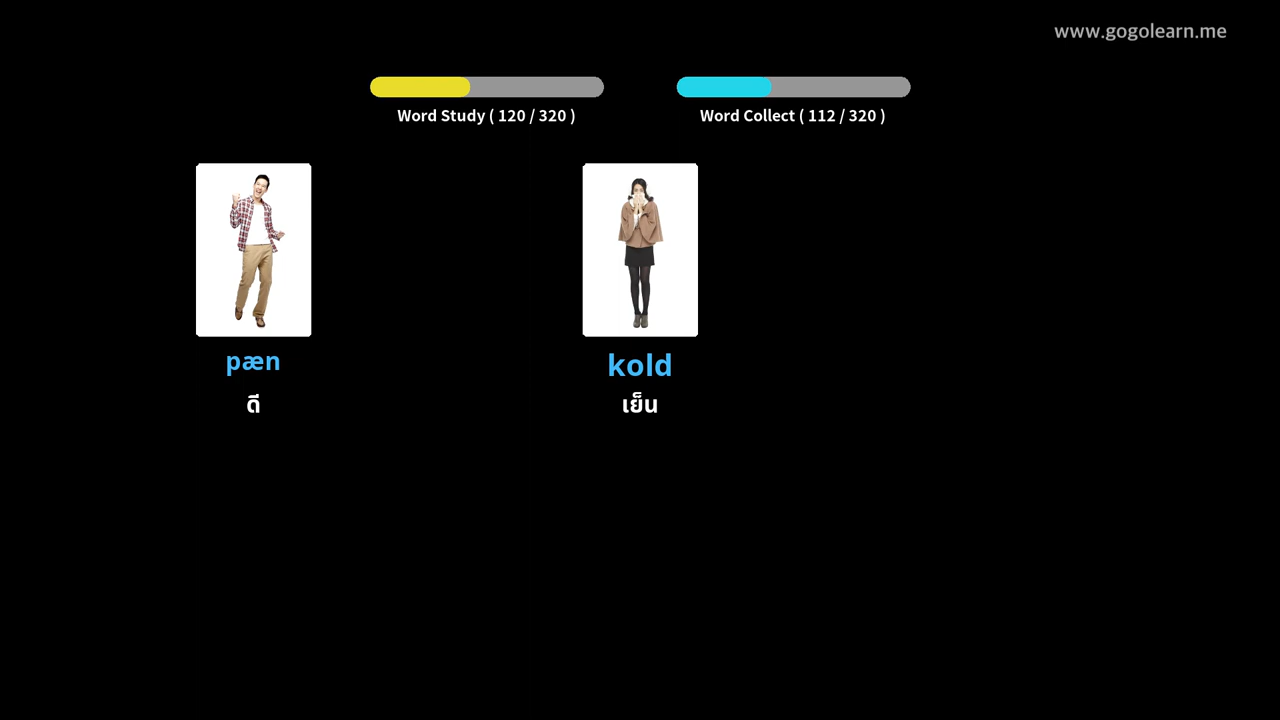 www.gogolearn.me
Word Study ( 120 / 320 )
Word Collect ( 112 / 320 )
pæn
kold
ดี
เย็น